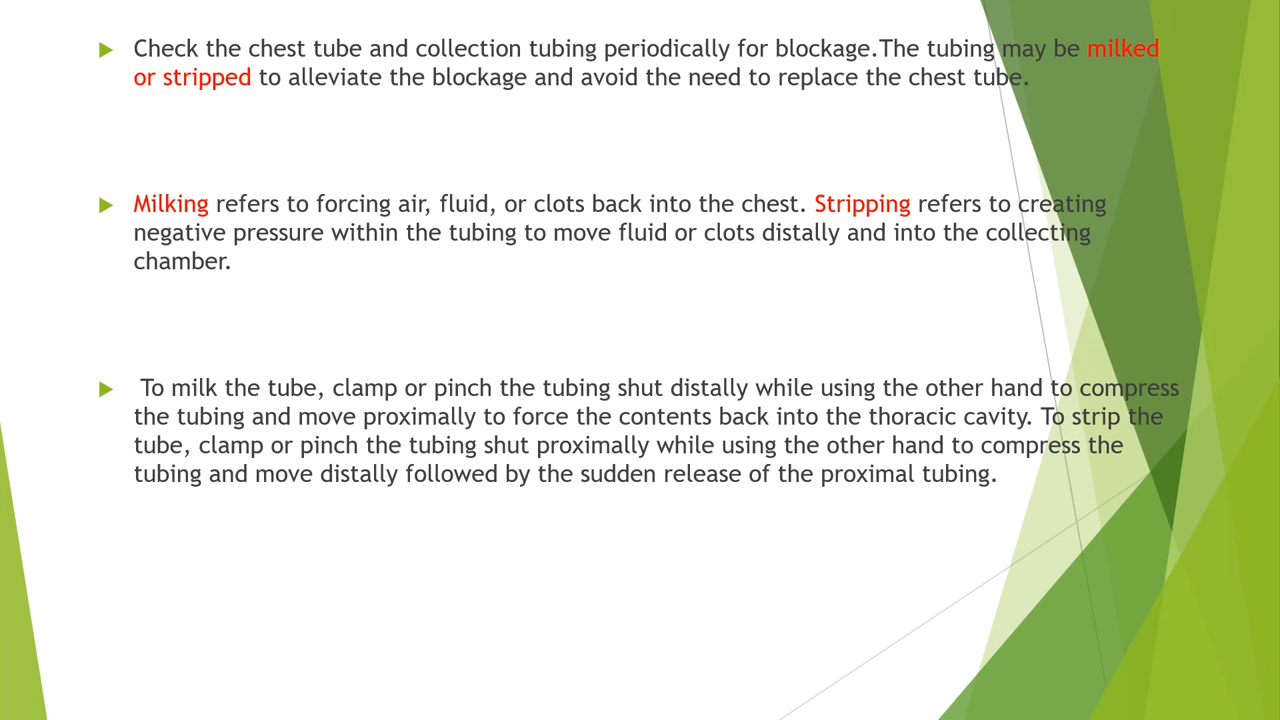 Check the chest tube and collection tubing periodically for blockage.The tubing may be milked
or stripped to alleviate the blockage and avoid the need to replace the chest tube.
Milking refers to forcing air, fluid, or clots back into the chest. Stripping refers to creating
negative pressure within the tubing to move fluid or clots distally and into the collecting
chamber.
To milk the tube, clamp or pinch the tubing shut distally while using the other hand to compress
the tubing and move proximally to force the contents back into the thoracic cavity. To strip the
tube, clamp or pinch the tubing shut proximally while using the other hand to compress the
tubing and move distally followed by the sudden release of the proximal tubing.